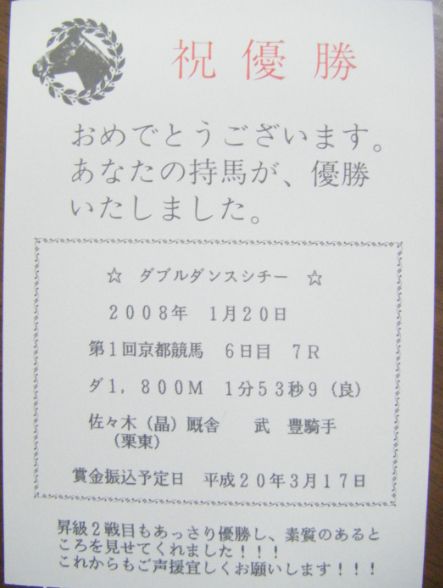 祝優勝
おめでとうございます。
あなたの持馬が、優勝
いたしました。
☆ ダブルダンスシチー ☆
2008年 1月20日
第1回京都競馬 6日目 7R
ダ1,800M 1分53秒9(良)
佐々木(晶)厩舎 武 豊騎手
(栗東)
賞金振込予定日 平成20年3月17日
昇級2戦目もあっさり優勝し、素質のあると
ころを見せてくれました!!!
これからもご声援宜しくお願いします!!!